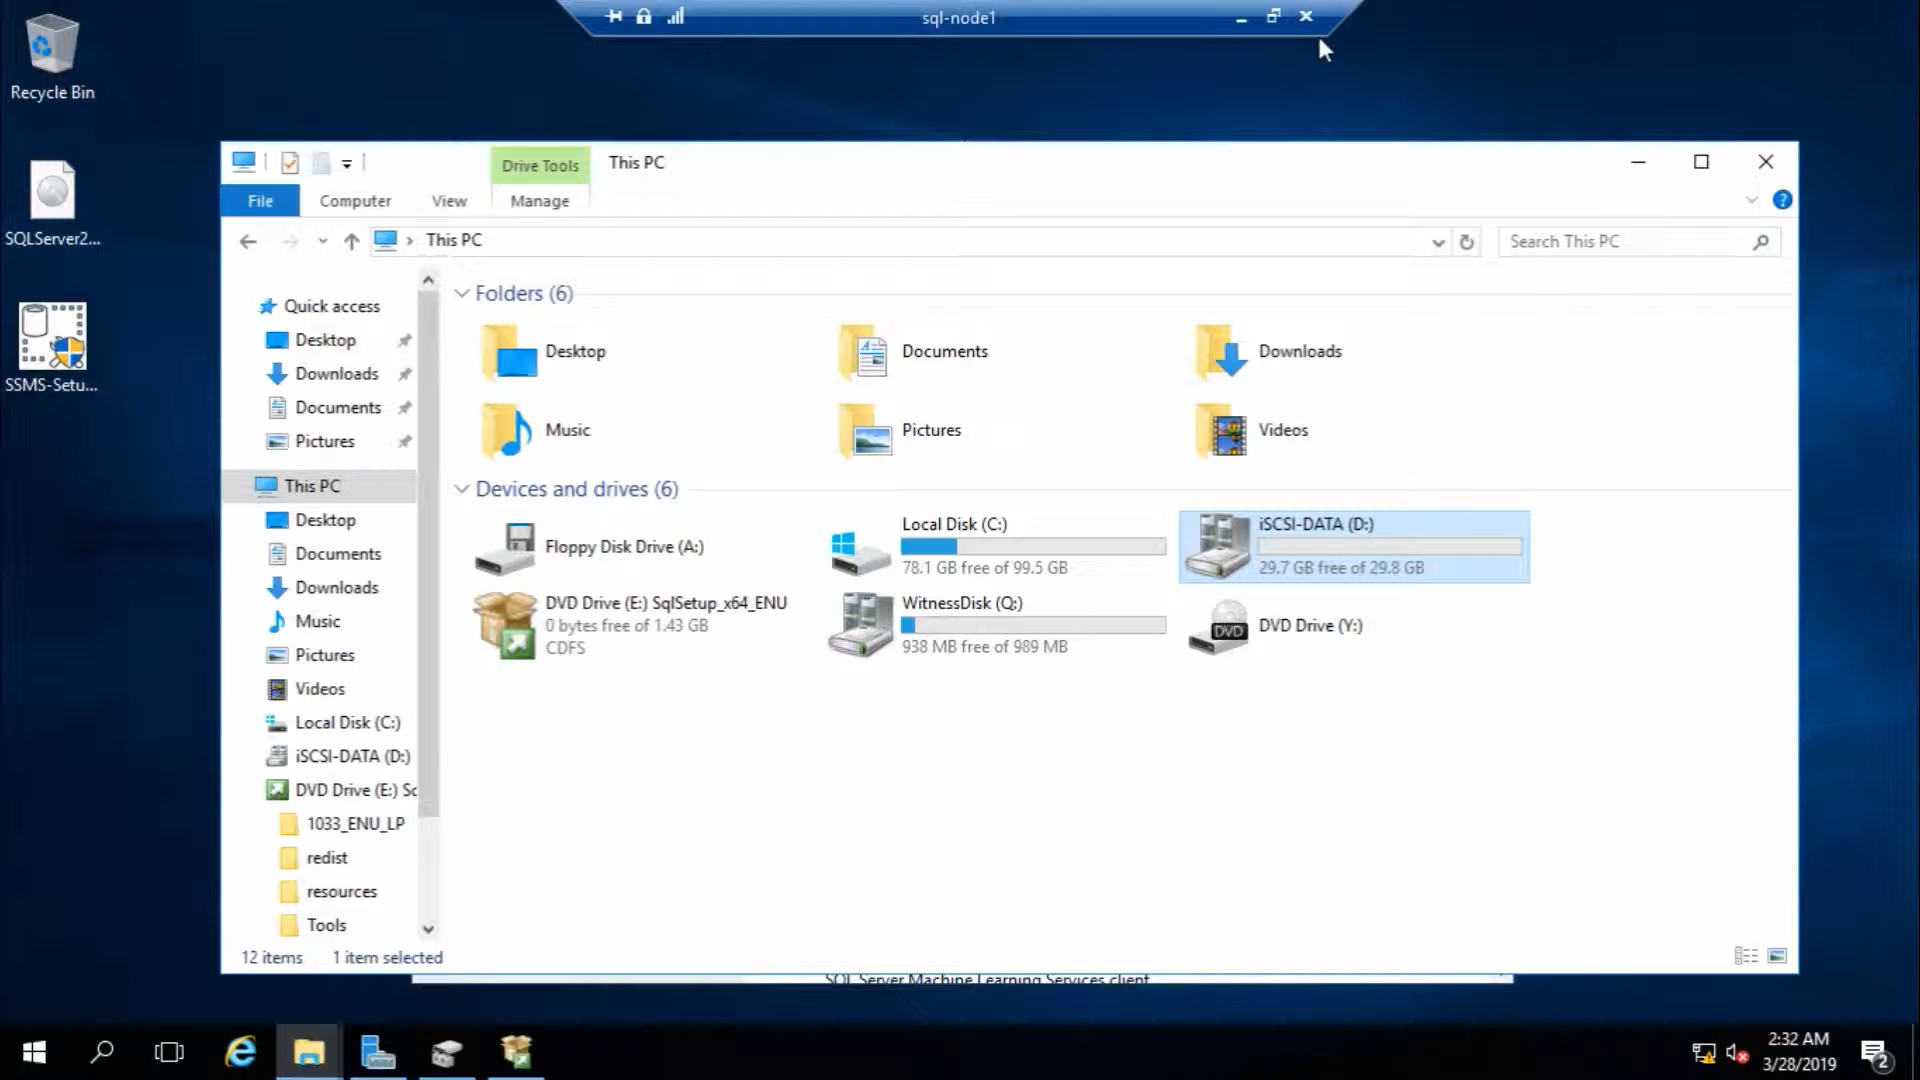 sql-node1
Recycle Bin
SQLServer2...
SSMS-Setu...
Drive Tools
This PC
File
Computer
View
Manage
This PC
Search This PC
Quick access
Desktop
Downloads
Documents
Pictures
This PC
Desktop
Documents
Downloads
Music
Pictures
Videos
Local Disk (C:)
iSCSI-DATA (D:)
DVD Drive (E:) Sc
1033_ENU_LP
redist
resources
Tools
Folders (6)
Desktop
Documents
Downloads
Music
Pictures
Videos
Devices and drives (6)
Floppy Disk Drive (A:)
Local Disk (C:)
78.1 GB free of 99.5 GB
iSCSI-DATA (D:)
29.7 GB free of 29.8 GB
DVD Drive (E:) SqlSetup_x64_ENU
0 bytes free of 1.43 GB
CDFS
WitnessDisk (Q:)
938 MB free of 989 MB
DVD
DVD Drive (Y:)
12 items
1 item selected
SQL Server Machine Learning Services client
2:32 AM
3/28/2019
2